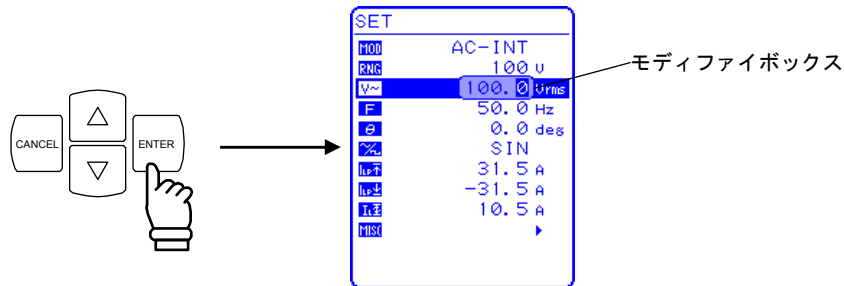 CANCEL
ENTER
SET
MOD AC-INT
RNG 100 V
V~ 100.0 Vrms
F 50.0 Hz
θ 0.0 deg
SIN
31.5 A
-31.5 A
10.5 A
MISC
モディファイボックス